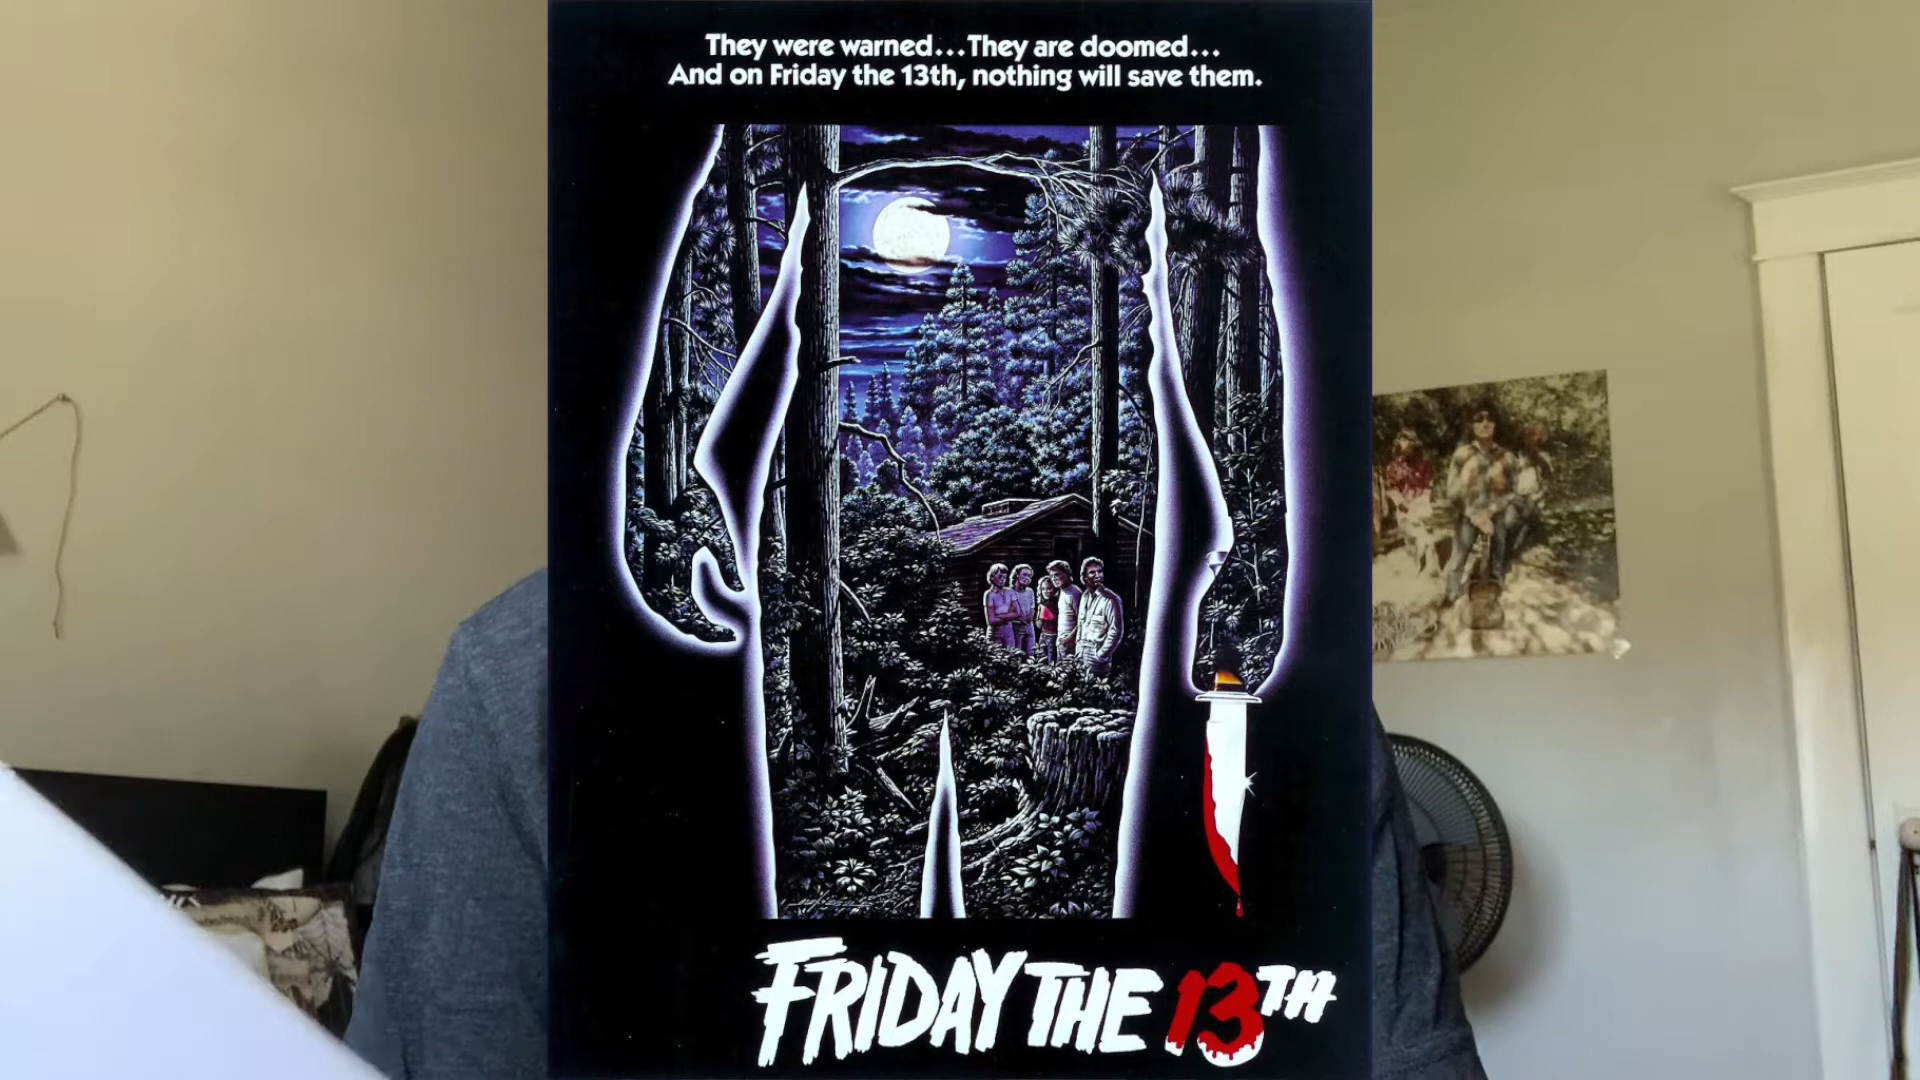 They were warned...They are doomed...
And on Friday the 13th, nothing will save them.
FRIDAY THE 13TH